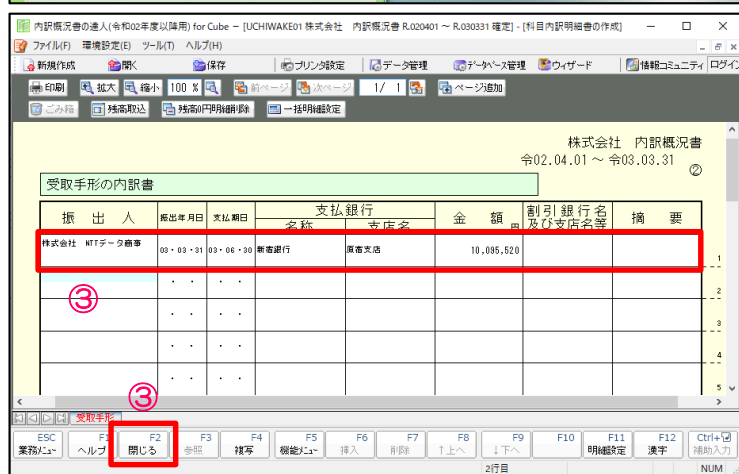 内訳概況書の達人(令和02年度以降用) for Cube - [UCHIWAKE01 株式会社 内訳概況書 R.020401 ~ R.030331 確定] - [科目内訳明細書の作成]
ファイル(F) 環境設定(E) ツール(T) ヘルプ(H)
新規作成 開く 保存 プリンタ設定 データ管理 データベース管理 ウィザード 情報コミュニティ ログイン
印刷 拡大 縮小 100 % 前ページ 次ページ 1/ 1 ページ追加
ごみ箱 残高取込 残高0円明細削除 一括明細設定
株式会社 内訳概況書
令02.04.01 ~ 令03.03.31
②
受取手形の内訳書
振 出 人 振出年月日 支払期日 支払銀行 金 額 円 割引銀行名及び支店名等 摘 要
名称 支店名
株式会社 NTTデータ商事 03・03・31 03・06・30 新宿銀行 原宿支店 10,095,520 1
・ ・ ・ ・ 2
③
・ ・ ・ ・ 3
・ ・ ・ ・ 4
・ ・ ・ ・ 5
③
受取手形
ESC F1 F2 F3 F4 F5 F6 F7 F8 F9 F10 F11 F12 Ctrl+
業務ﾒﾆｭｰ ヘルプ 閉じる 参照 複写 機能ﾒﾆｭｰ 挿入 削除 ↑上へ ↓下へ 明細設定 漢字 補助入力
2行目 NUM